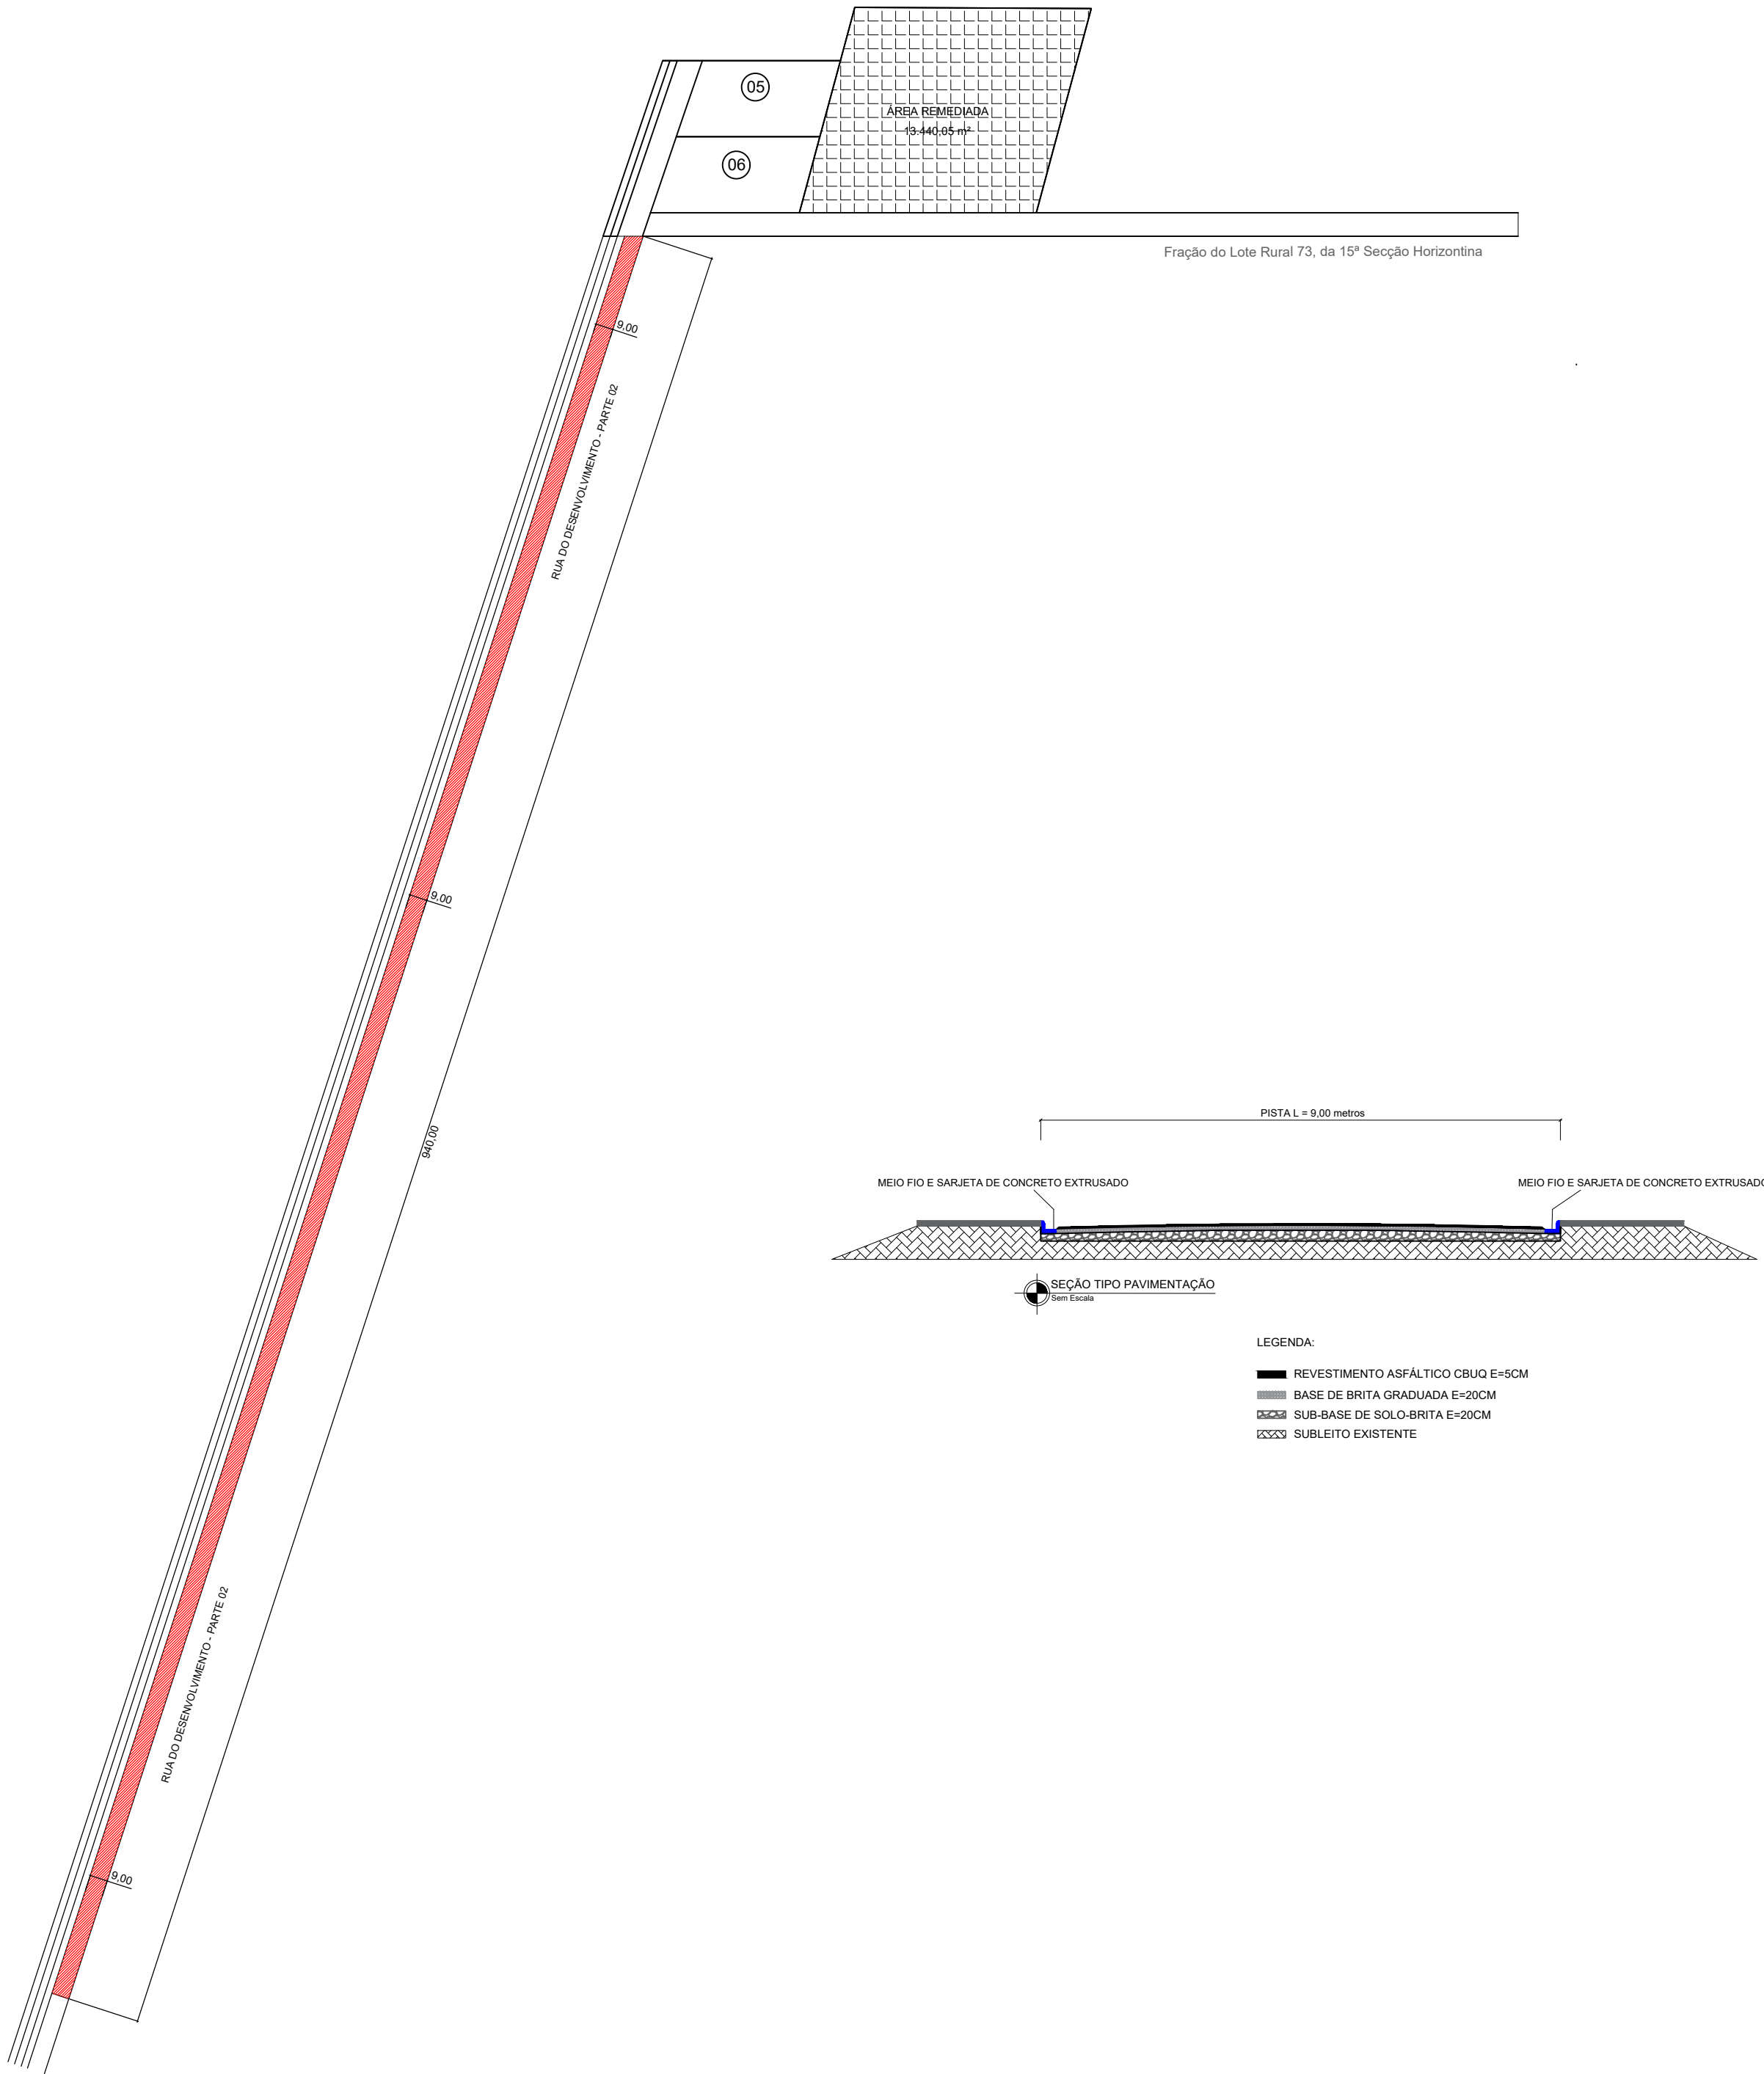 05
ÁREA REMEDIADA
13.440,05 m²
06
Fração do Lote Rural 73, da 15ª Secção Horizontina
9,00
RUA DO DESENVOLVIMENTO - PARTE 02
9,00
940,00
PISTA L = 9,00 metros
MEIO FIO E SARJETA DE CONCRETO EXTRUSADO
MEIO FIO E SARJETA DE CONCRETO EXTRUSADO
SEÇÃO TIPO PAVIMENTAÇÃO
Sem Escala
LEGENDA:
REVESTIMENTO ASFÁLTICO CBUQ E=5CM
BASE DE BRITA GRADUADA E=20CM
SUB-BASE DE SOLO-BRITA E=20CM
SUBLEITO EXISTENTE
RUA DO DESENVOLVIMENTO - PARTE 02
9,00